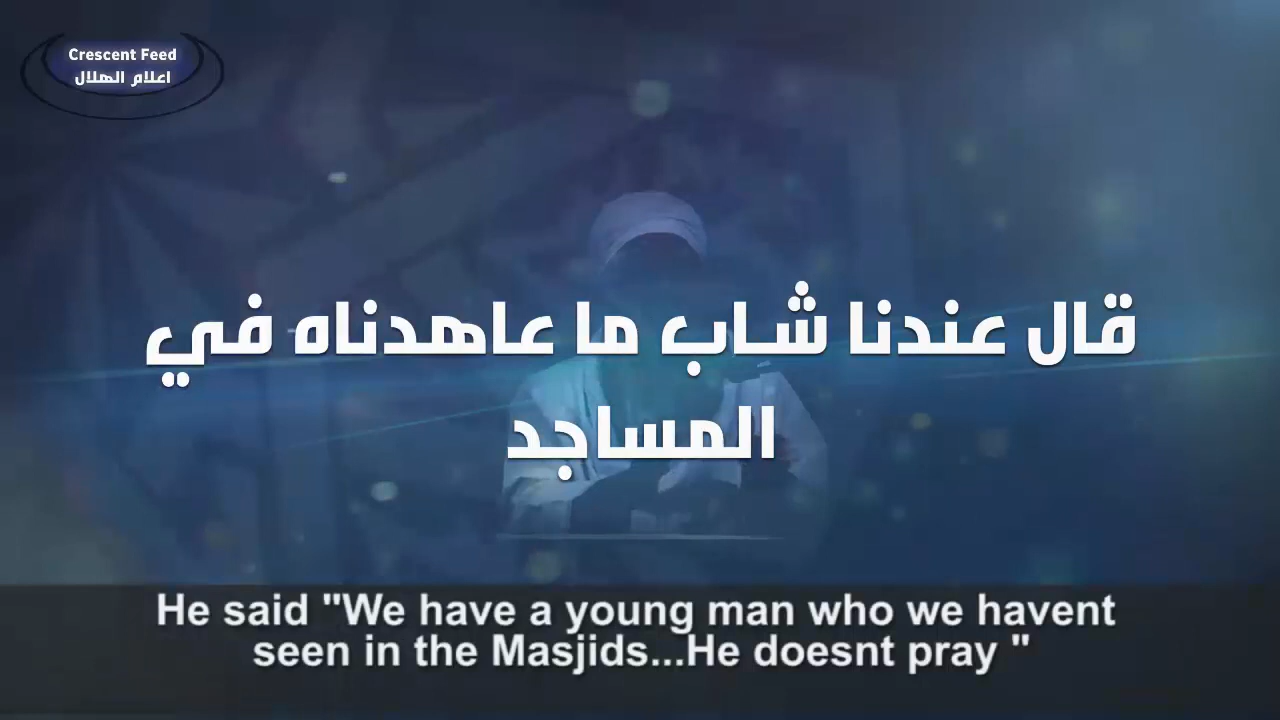 Crescent Feed
اعلام الهلال
قال عندنا شاب ما عاهدناه في
المساجد
He said "We have a young man who we havent
seen in the Masjids...He doesnt pray "